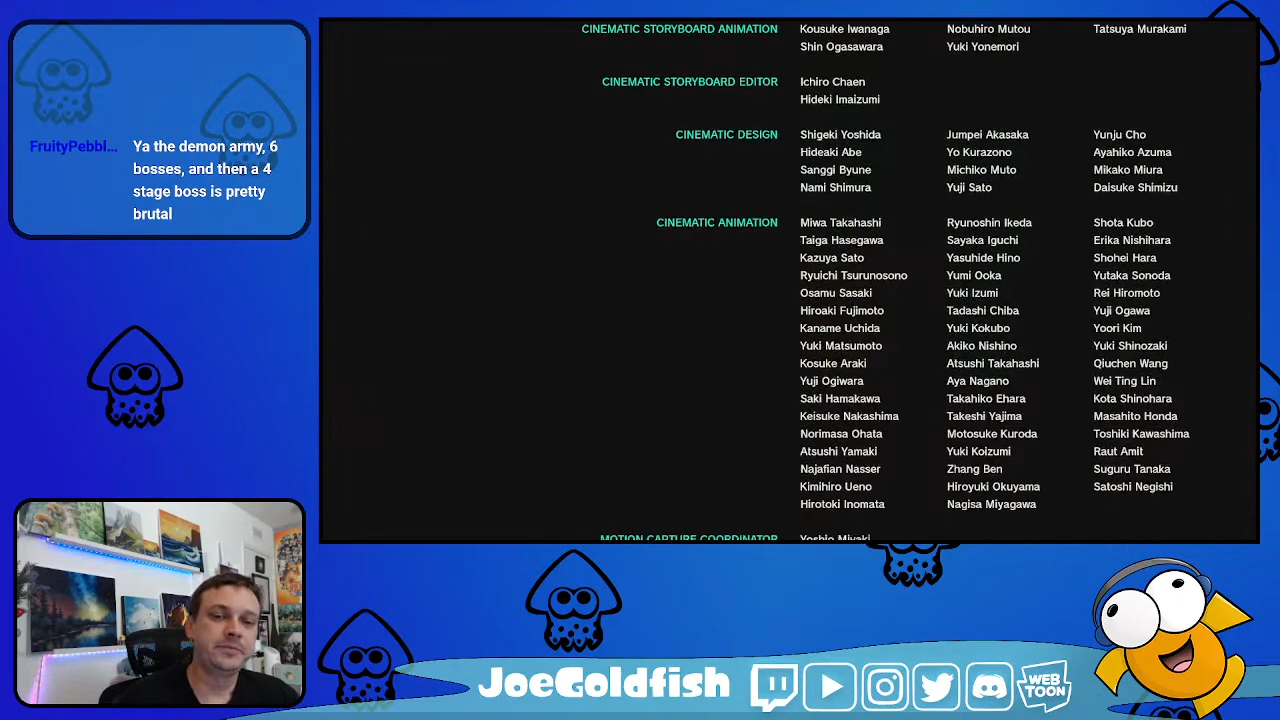 FruityPebbl... Ya the demon army, 6
bosses, and then a 4
stage boss is pretty
brutal
CINEMATIC STORYBOARD ANIMATION Kousuke Iwanaga Nobuhiro Mutou Tatsuya Murakami
Shin Ogasawara Yuki Yonemori
CINEMATIC STORYBOARD EDITOR Ichiro Chaen
Hideki Imaizumi
CINEMATIC DESIGN Shigeki Yoshida Jumpei Akasaka Yunju Cho
Hideaki Abe Yo Kurazono Ayahiko Azuma
Sanggi Byune Michiko Muto Mikako Miura
Nami Shimura Yuji Sato Daisuke Shimizu
CINEMATIC ANIMATION Miwa Takahashi Ryunoshin Ikeda Shota Kubo
Taiga Hasegawa Sayaka Iguchi Erika Nishihara
Kazuya Sato Yasuhide Hino Shohei Hara
Ryuichi Tsurunosono Yumi Ooka Yutaka Sonoda
Osamu Sasaki Yuki Izumi Rei Hiromoto
Hiroaki Fujimoto Tadashi Chiba Yuji Ogawa
Kaname Uchida Yuki Kokubo Yoori Kim
Yuki Matsumoto Akiko Nishino Yuki Shinozaki
Kosuke Araki Atsushi Takahashi Qiuchen Wang
Yuji Ogiwara Aya Nagano Wei Ting Lin
Saki Hamakawa Takahiko Ehara Kota Shinohara
Keisuke Nakashima Takeshi Yajima Masahito Honda
Norimasa Ohata Motosuke Kuroda Toshiki Kawashima
Atsushi Yamaki Yuki Koizumi Raut Amit
Najafian Nasser Zhang Ben Suguru Tanaka
Kimihiro Ueno Hiroyuki Okuyama Satoshi Negishi
Hirotoki Inomata Nagisa Miyagawa
MOTION CAPTURE COORDINATOR Yoshio Miyaki
JoeGoldfish
WEB
TOON